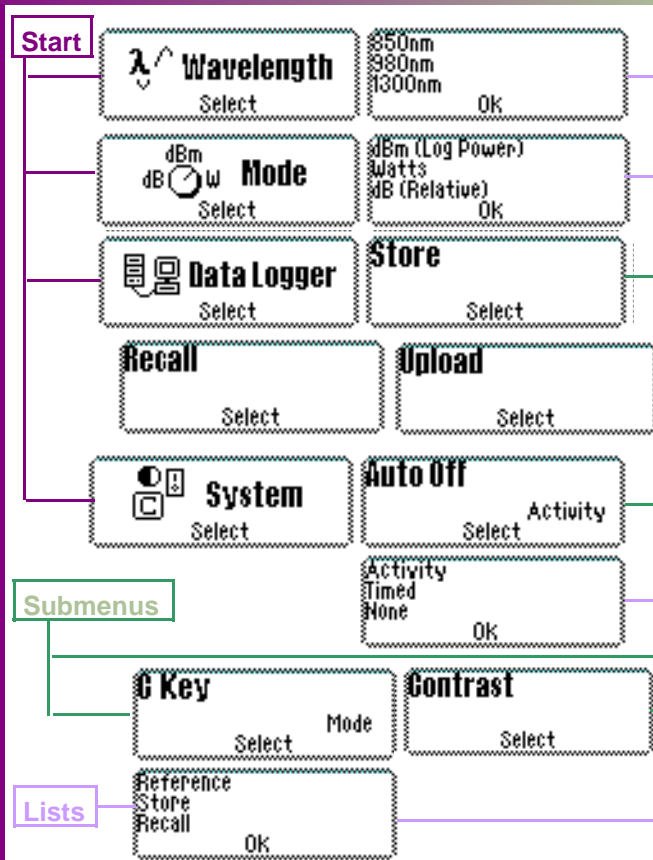 Start
λ Wavelength
Select
850nm
980nm
1300nm
OK
dBm
dB W Mode
Select
dBm (Log Power)
Watts
dB (Relative)
OK
Data Logger
Select
Store
Select
Recall
Select
Upload
Select
C System
Select
Auto Off
Activity
Select
Activity
Timed
None
OK
Submenus
C Key
Mode
Select
Contrast
Select
Lists
Reference
Store
Recall
OK